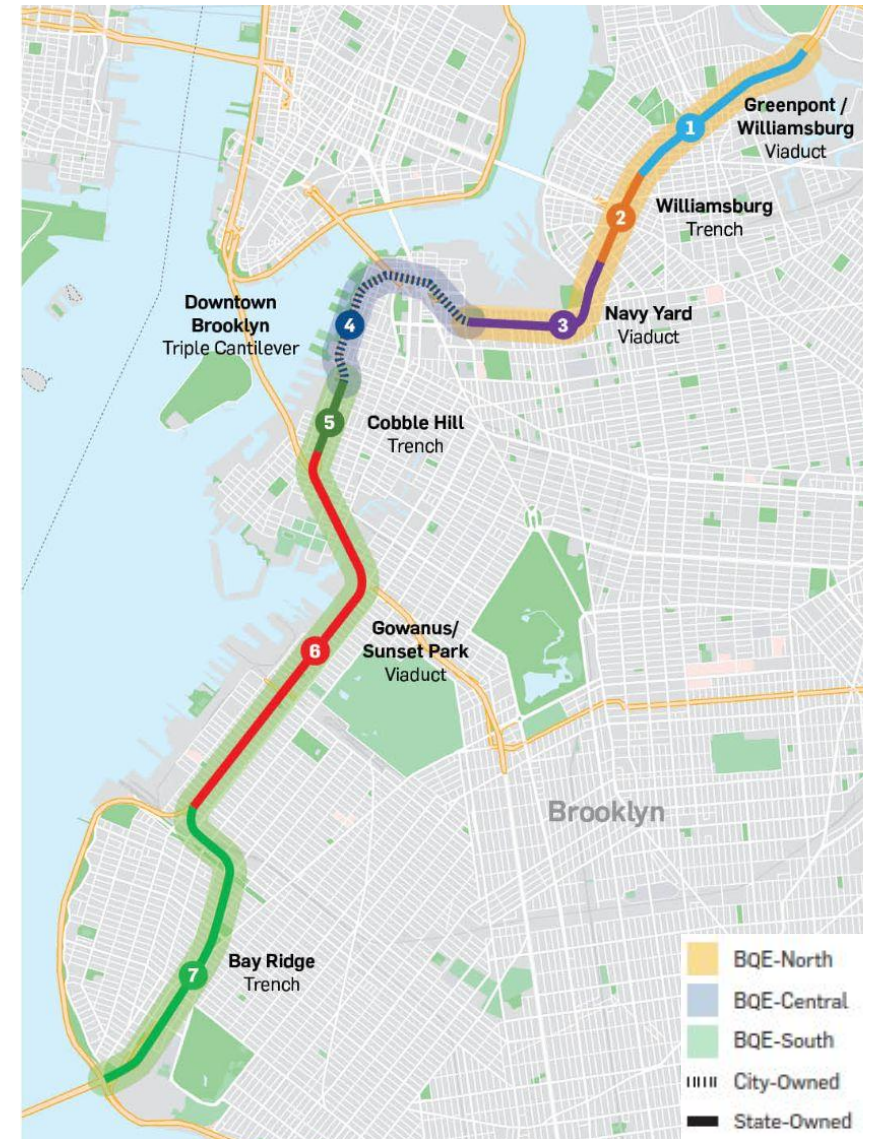 1
Greenpont /
Williamsburg
Viaduct
2
Williamsburg
Trench
3
Navy Yard
Viaduct
Downtown
Brooklyn
Triple Cantilever
4
5
Cobble Hill
Trench
6
Gowanus/
Sunset Park
Viaduct
Brooklyn
7
Bay Ridge
Trench
BQE-North
BQE-Central
BQE-South
City-Owned
State-Owned